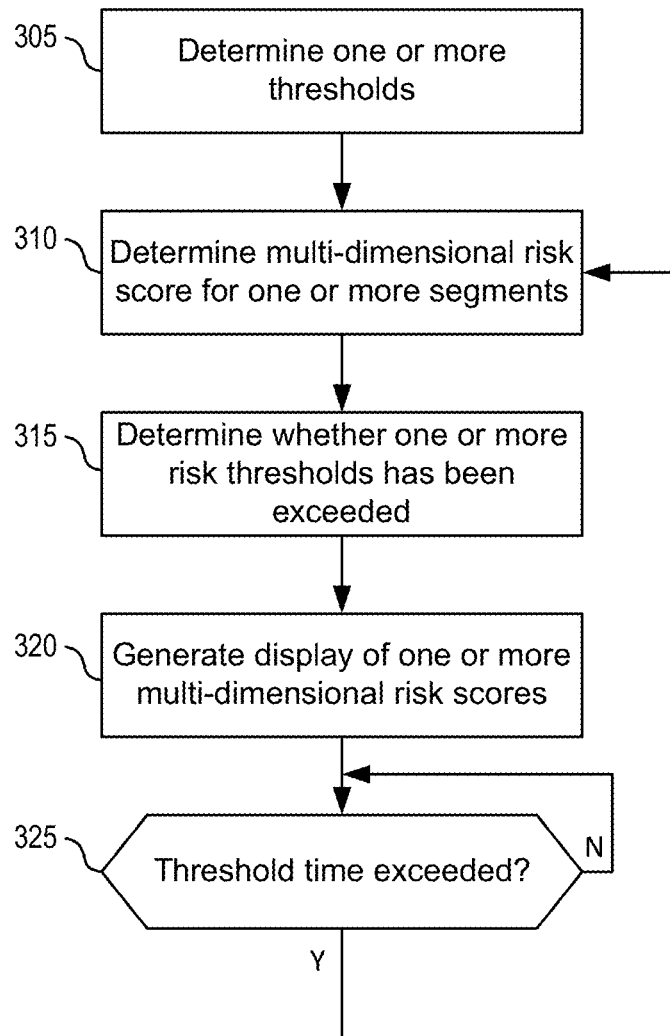 305
Determine one or more
thresholds
310
Determine multi-dimensional risk
score for one or more segments
315
Determine whether one or more
risk thresholds has been
exceeded
320
Generate display of one or more
multi-dimensional risk scores
325
Threshold time exceeded?
N
Y